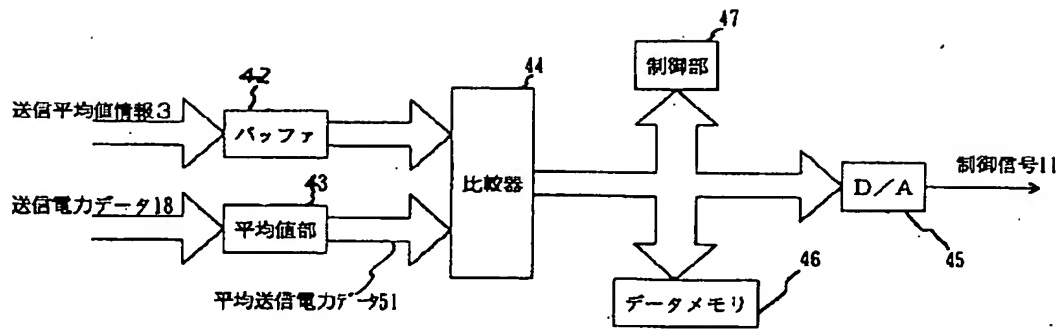 47
制御部
44
42
送信平均値情報3
バッファ
比較器
制御信号11
D/A
送信電力データ18
43
平均値部
45
46
平均送信電力データ51
データメモリ